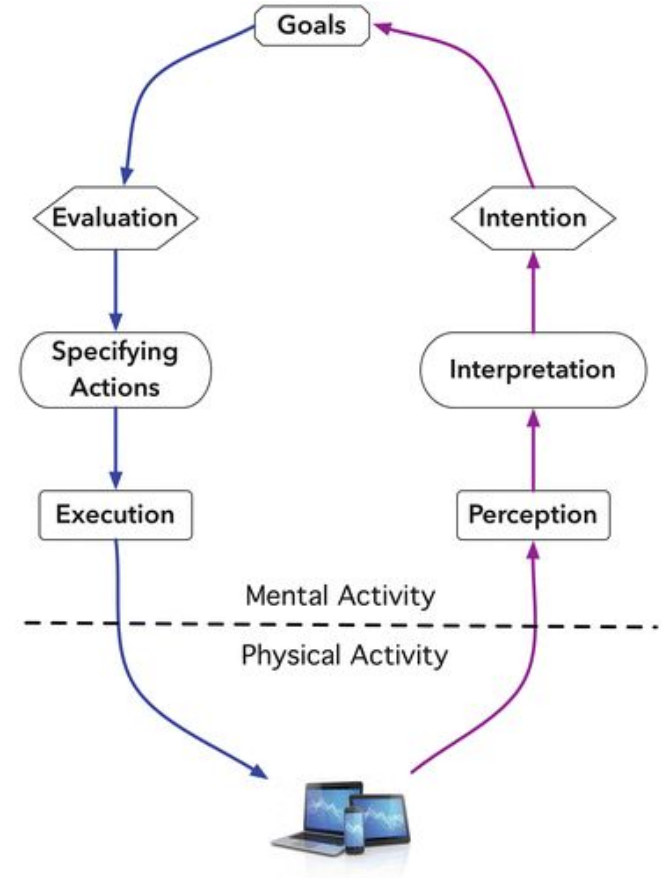 Goals
Evaluation
Intention
Specifying
Actions
Interpretation
Execution
Perception
Mental Activity
Physical Activity